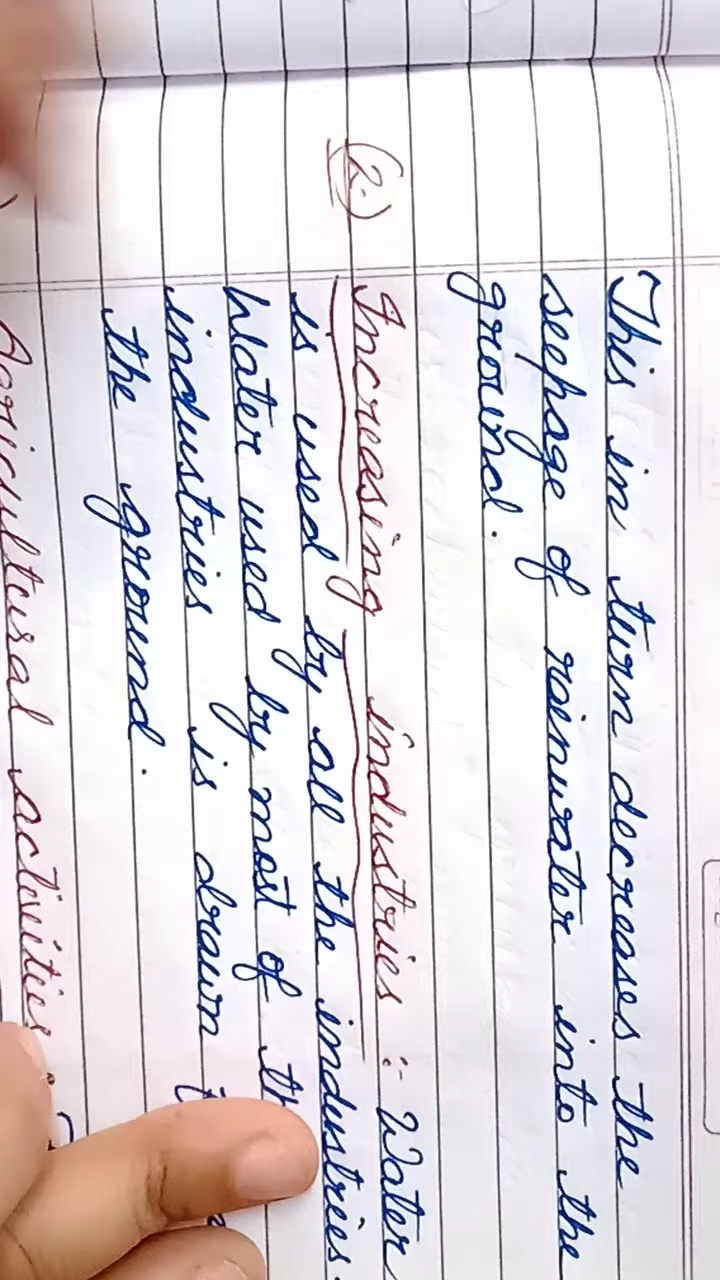 This in turn decreases the
seepage of rainwater into the
ground.
(2.) Increasing industries :- Water
is used by all the industries.
Water used by most of
industries is drawn
the ground.
Agricultural activities :